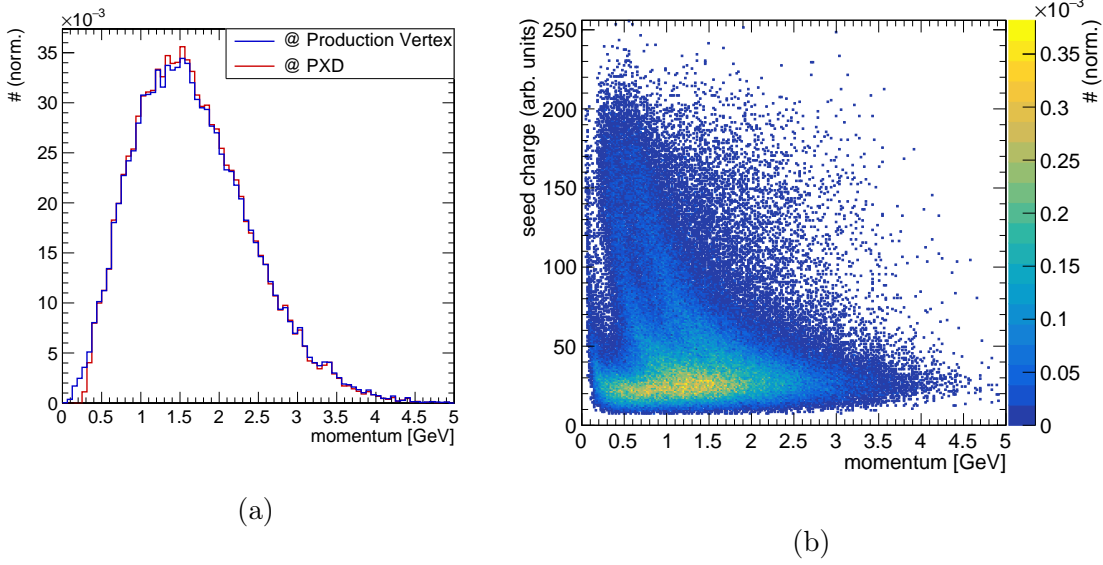 ×10⁻³
# (norm.)
35
30
25
20
15
10
5
0
0 0.5 1 1.5 2 2.5 3 3.5 4 4.5 5
momentum [GeV]
@ Production Vertex
@ PXD
(a)
×10⁻³
seed charge (arb. units)
250
200
150
100
50
0
0 0.5 1 1.5 2 2.5 3 3.5 4 4.5 5
momentum [GeV]
# (norm.)
0.35
0.3
0.25
0.2
0.15
0.1
0.05
0
(b)